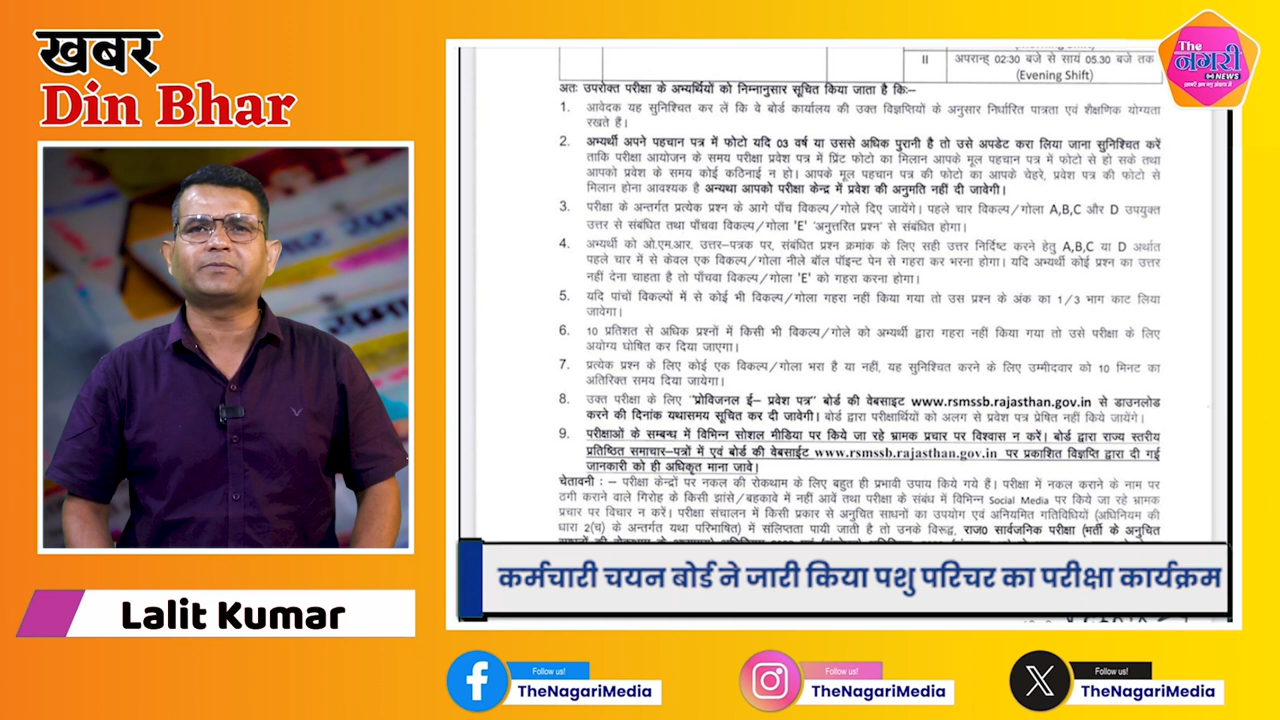 खबर
Din Bhar
The
नगरी
NEWS
II
अपरान्ह् 02:30 बजे से सायं 05.30 बजे तक
(Evening Shift)
अतः उपरोक्त परीक्षा के अभ्यर्थियों को निम्नानुसार सूचित किया जाता है कि:–
1. आवेदक यह सुनिश्चित कर लें कि वे बोर्ड कार्यालय की उक्त विज्ञप्तियों के अनुसार निर्धारित पात्रता एवं शैक्षणिक योग्यता
रखते हैं।
2. अभ्यर्थी अपने पहचान पत्र में फोटो यदि 03 वर्ष या उससे अधिक पुरानी है तो उसे अपडेट करा लिया जाना सुनिश्चित करें
ताकि परीक्षा आयोजन के समय परीक्षा प्रवेश पत्र में प्रिंट फोटो का मिलान आपके मूल पहचान पत्र में फोटो से हो सके तथा
आपको प्रवेश के समय कोई कठिनाई न हो। आपके मूल पहचान पत्र की फोटो का आपके चेहरे, प्रवेश पत्र की फोटो से
मिलान होना आवश्यक है अन्यथा आपको परीक्षा केन्द्र में प्रवेश की अनुमति नहीं दी जावेगी।
3. परीक्षा के अन्तर्गत प्रत्येक प्रश्न के आगे पाँच विकल्प/गोले दिए जायेंगे। पहले चार विकल्प/गोला A,B,C और D उपयुक्त
उत्तर से संबंधित तथा पाँचवा विकल्प/गोला 'E' 'अनुत्तरित प्रश्न' से संबंधित होगा।
4. अभ्यर्थी को ओ.एम.आर. उत्तर–पत्रक पर, संबंधित प्रश्न क्रमांक के लिए सही उत्तर निर्दिष्ट करने हेतु A,B,C या D अर्थात
पहले चार में से केवल एक विकल्प/गोला नीले बॉल पॉइन्ट पेन से गहरा कर भरना होगा। यदि अभ्यर्थी कोई प्रश्न का उत्तर
नहीं देना चाहता है तो पाँचवा विकल्प 'E' को गहरा करना होगा।
5. यदि पांचों विकल्पों में से कोई भी विकल्प/गोला गहरा नहीं किया गया तो उस प्रश्न के अंक का 1/3 भाग काट लिया
जावेगा।
6. 10 प्रतिशत से अधिक प्रश्नों में किसी भी विकल्प/गोले को अभ्यर्थी द्वारा गहरा नहीं किया गया तो उसे परीक्षा के लिए
अयोग्य घोषित कर दिया जाएगा।
7. प्रत्येक प्रश्न के लिए कोई एक विकल्प/गोला भरा है या नहीं, यह सुनिश्चित करने के लिए उम्मीदवार को 10 मिनट का
अतिरिक्त समय दिया जायेगा।
8. उक्त परीक्षा के लिए "प्रोविजनल ई– प्रवेश पत्र" बोर्ड की वेबसाइट www.rsmssb.rajasthan.gov.in से डाउनलोड
करने की दिनांक यथासमय सूचित कर दी जावेगी। बोर्ड द्वारा परीक्षार्थियों को अलग से प्रवेश पत्र प्रेषित नहीं किये जायेंगे।
9. परीक्षाओं के सम्बन्ध में विभिन्न सोशल मीडिया पर किये जा रहे भ्रामक प्रचार पर विश्वास न करें। बोर्ड द्वारा राज्य स्तरीय
प्रतिष्ठित समाचार–पत्रों में एवं बोर्ड की वेबसाईट www.rsmssb.rajasthan.gov.in पर प्रकाशित विज्ञप्ति द्वारा दी गई
जानकारी को ही अधिकृत माना जावे।
चेतावनी : – परीक्षा केन्द्रों पर नकल की रोकथाम के लिए बहुत ही प्रभावी उपाय किये गये हैं। परीक्षा में नकल कराने के नाम पर
ठगी कराने वाले गिरोह के किसी झांसे/बहकावे में नहीं आवें तथा परीक्षा के संबंध में विभिन्न Social Media पर किये जा रहे भ्रामक
प्रचार पर विचार न करें। परीक्षा संचालन में किसी प्रकार से अनुचित साधनों का उपयोग एवं अनियमित गतिविधियों (अधिनियम की
धारा 2(च) के अन्तर्गत यथा परिभाषित) में संलिप्तता पायी जाती है तो उनके विरूद्व, राज0 सार्वजनिक परीक्षा (भर्ती के अनुचित
कर्मचारी चयन बोर्ड ने जारी किया पशु परिचर का परीक्षा कार्यक्रम
Lalit Kumar
Follow us!
TheNagariMedia
Follow us!
TheNagariMedia
Follow us!
TheNagariMedia